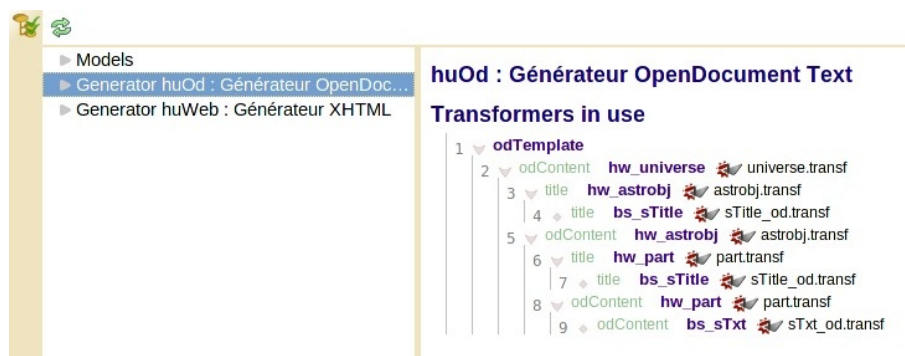 Models
Generator huOd : Générateur OpenDoc...
Generator huWeb : Générateur XHTML
huOd : Générateur OpenDocument Text
Transformers in use
1 odTemplate
2 odContent hw_universe universe.transf
3 title hw_astrobj astrobj.transf
4 title bs_sTitle sTitle_od.transf
5 odContent hw_astrobj astrobj.transf
6 title hw_part part.transf
7 title bs_sTitle sTitle_od.transf
8 odContent hw_part part.transf
9 odContent bs_sTxt sTxt_od.transf